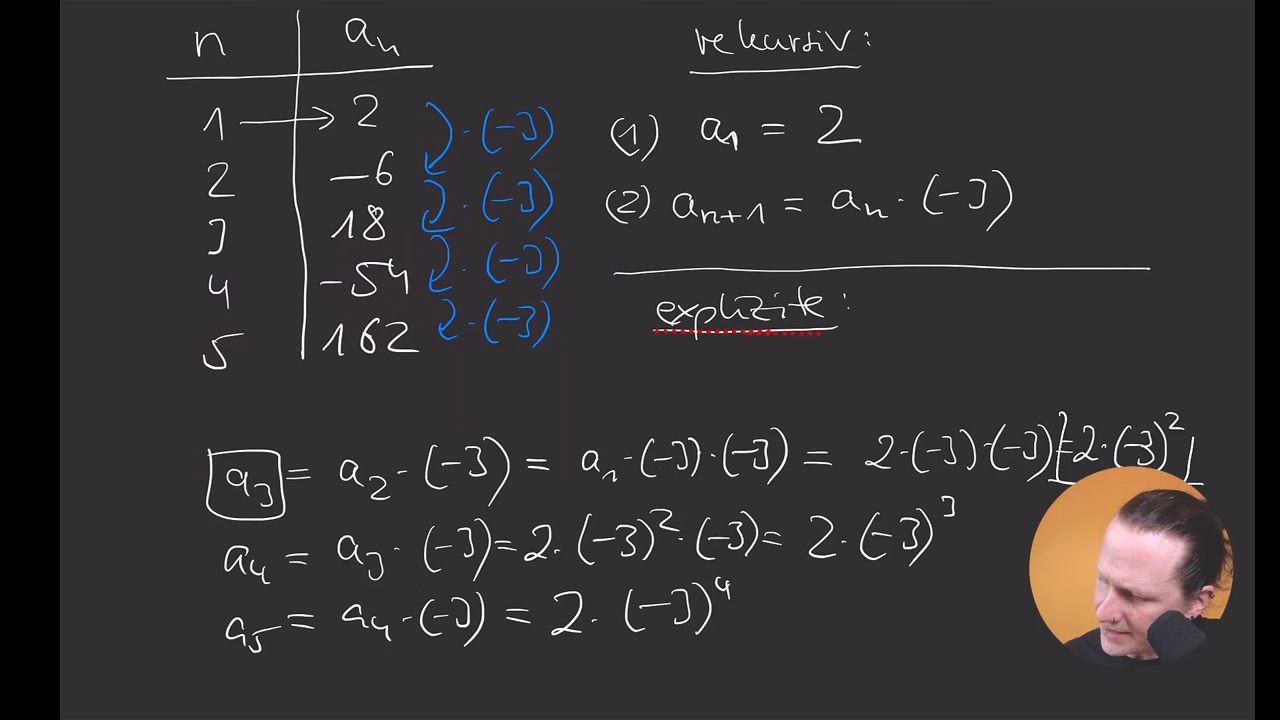 n aₙ
1 → 2 · (-3)
2 -6 · (-3)
3 18 · (-3)
4 -54 · (-3)
5 162
rekursiv:
(1) a₁ = 2
(2) aₙ₊₁ = aₙ · (-3)
explizite:
a₃ = a₂ · (-3) = a₁ · (-3) · (-3) = 2 · (-3) · (-3) = 2 · (-3)²
a₄ = a₃ · (-3) = 2 · (-3)² · (-3) = 2 · (-3)³
a₅ = a₄ · (-3) = 2 · (-3)⁴